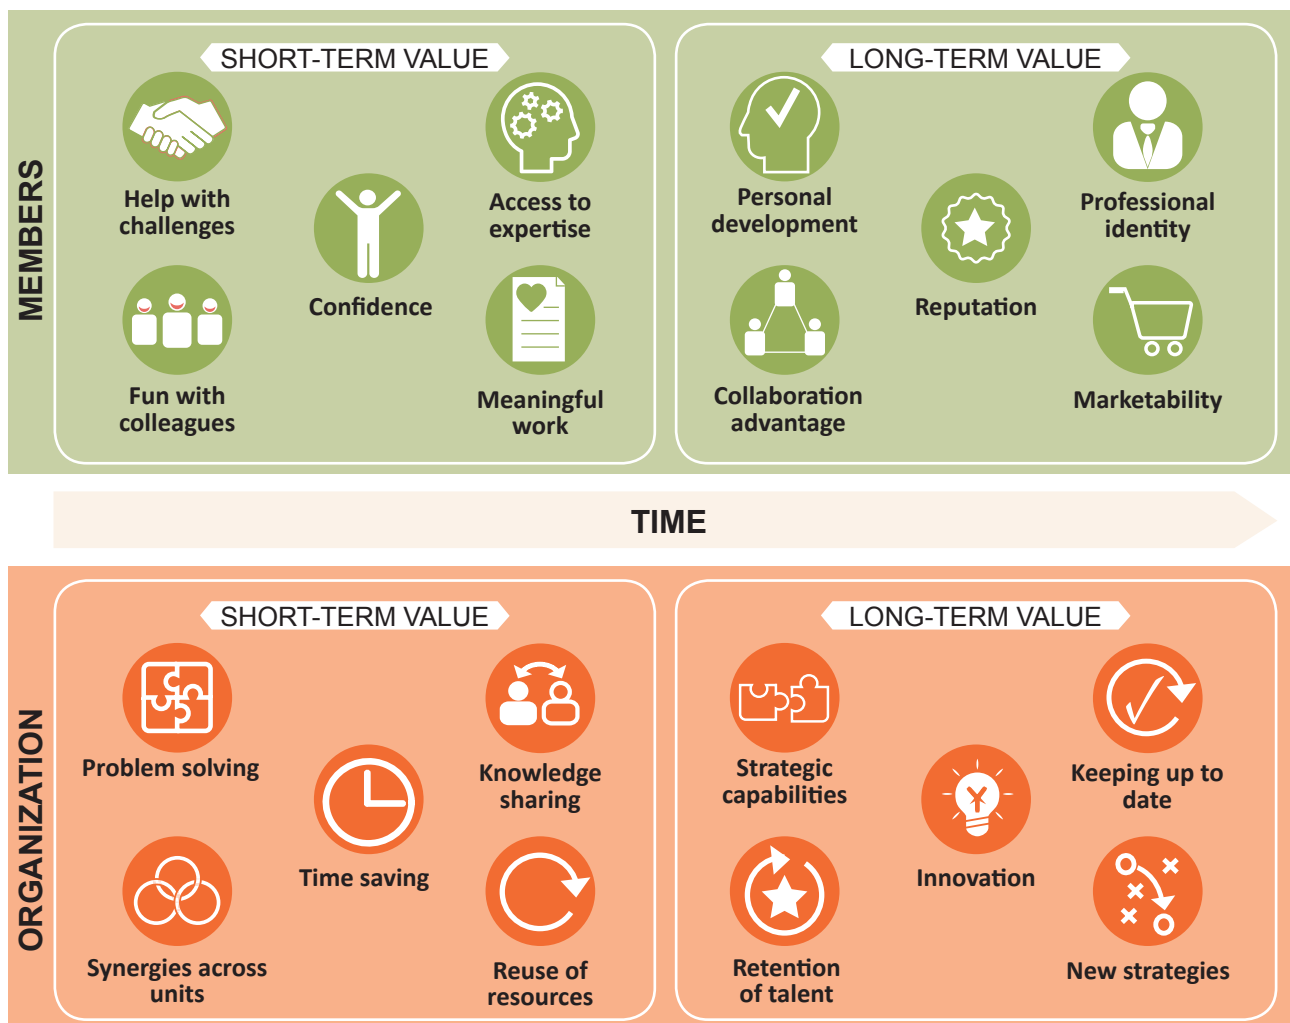 MEMBERS
SHORT-TERM VALUE
Help with
challenges
Access to
expertise
Confidence
Fun with
colleagues
Meaningful
work
LONG-TERM VALUE
Personal
development
Professional
identity
Reputation
Collaboration
advantage
Marketability
TIME
ORGANIZATION
SHORT-TERM VALUE
Problem solving
Knowledge
sharing
Time saving
Synergies across
units
Reuse of
resources
LONG-TERM VALUE
Strategic
capabilities
Keeping up to
date
Innovation
Retention
of talent
New strategies